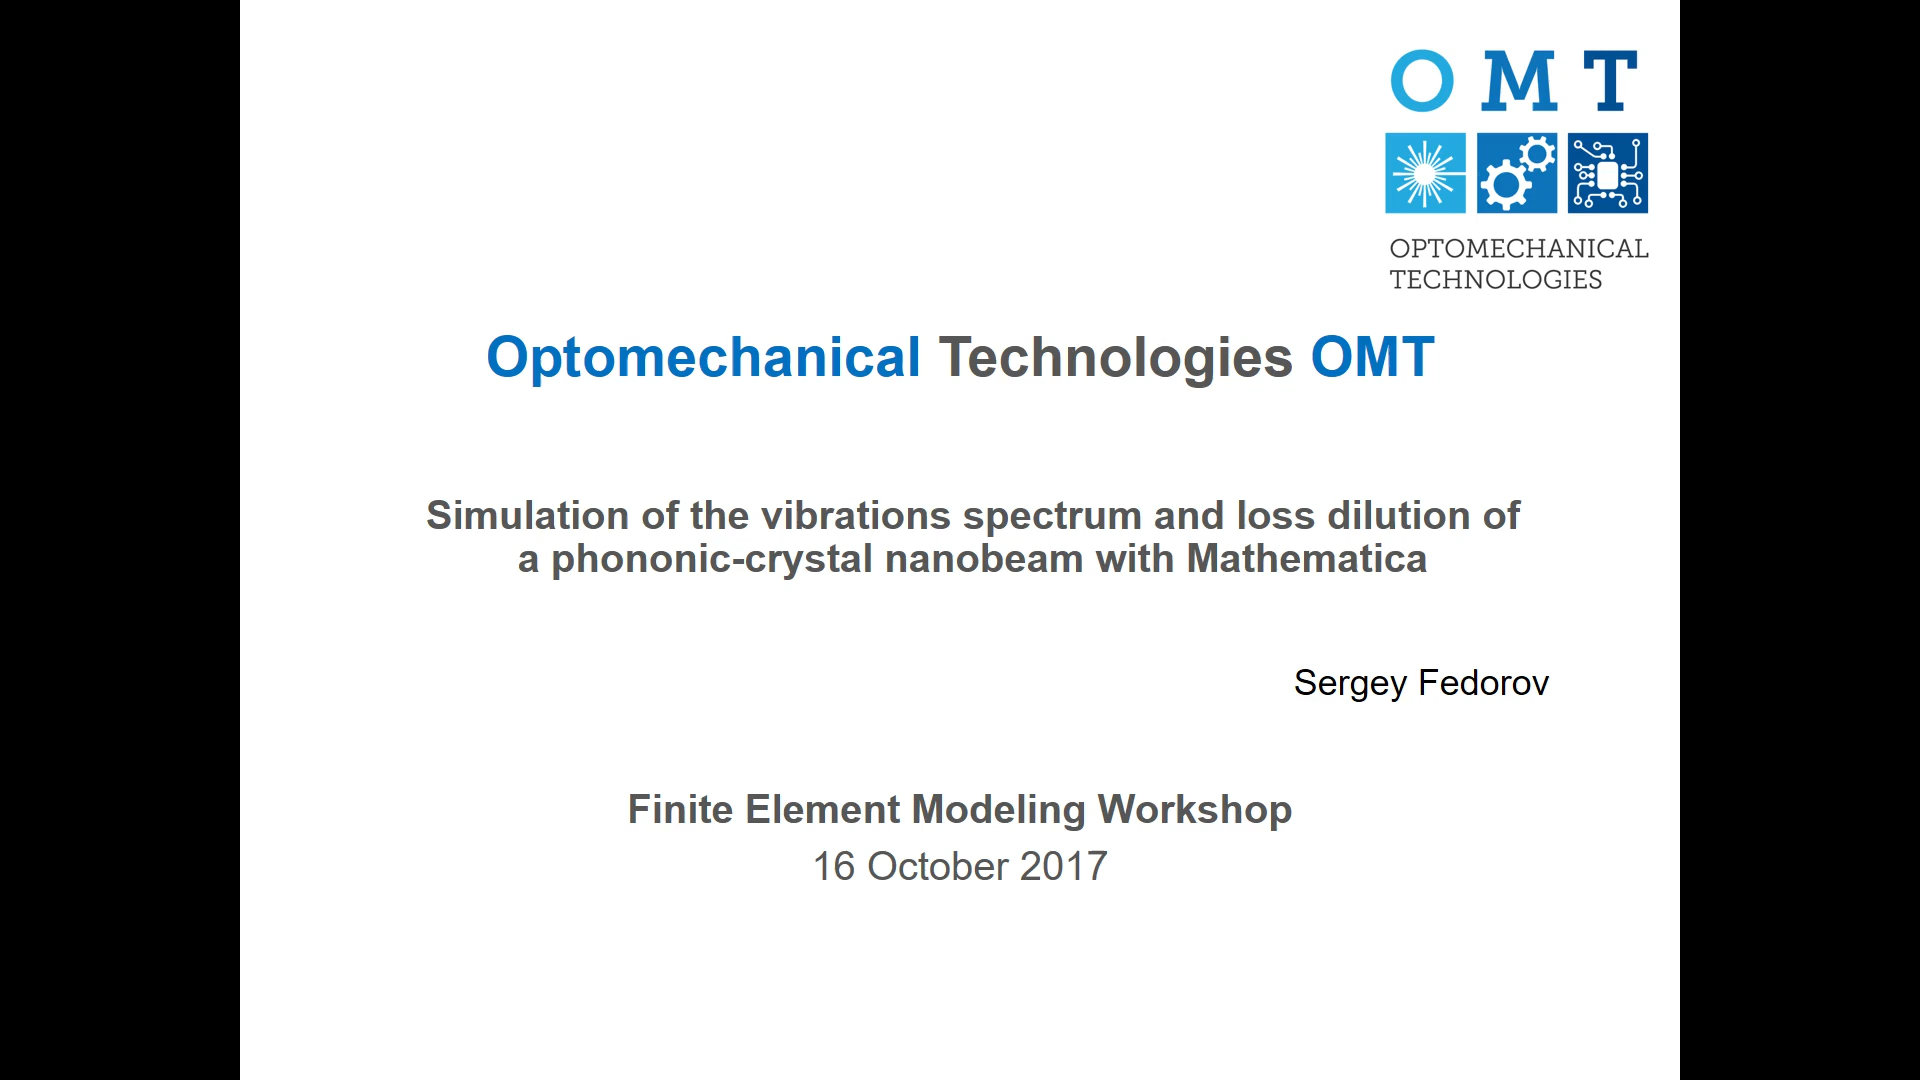 O M T
OPTOMECHANICAL
TECHNOLOGIES
Optomechanical Technologies OMT
Simulation of the vibrations spectrum and loss dilution of
a phononic-crystal nanobeam with Mathematica
Sergey Fedorov
Finite Element Modeling Workshop
16 October 2017